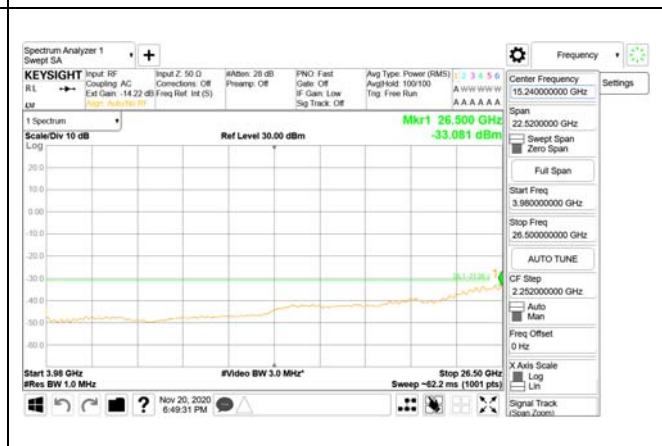 Spectrum Analyzer 1
Swept SA
Frequency
KEYSIGHT
Input: RF
Input Z: 50 Ω
#Atten: 28 dB
PNO: Fast
Avg Type: Power (RMS)
1 2 3 4 5 6
RL
Coupling: AC
Corrections: Off
Preamp: Off
Gate: Off
Avg|Hold: 100/100
A W W W W W
Ext Gain: -14.22 dB
Freq Ref: Int (S)
IF Gain: Low
Trig: Free Run
Align: Auto/No RF
Sig Track: Off
A A A A A A
1 Spectrum
Mkr1 26.500 GHz
Scale/Div 10 dB
Ref Level 30.00 dBm
-33.081 dBm
Log
20.0
10.0
0.00
-10.0
-20.0
-30.0
1
-40.0
-50.0
-60.0
Start 3.98 GHz
#Video BW 3.0 MHz*
Stop 26.50 GHz
#Res BW 1.0 MHz
Sweep ~62.2 ms (1001 pts)
Nov 20, 2020
6:49:31 PM
?
Center Frequency
15.240000000 GHz
Settings
Span
22.5200000 GHz
Swept Span
Zero Span
Full Span
Start Freq
3.980000000 GHz
Stop Freq
26.500000000 GHz
AUTO TUNE
CF Step
2.252000000 GHz
Auto
Man
Freq Offset
0 Hz
X Axis Scale
Log
Lin
Signal Track
(Span Zoom)